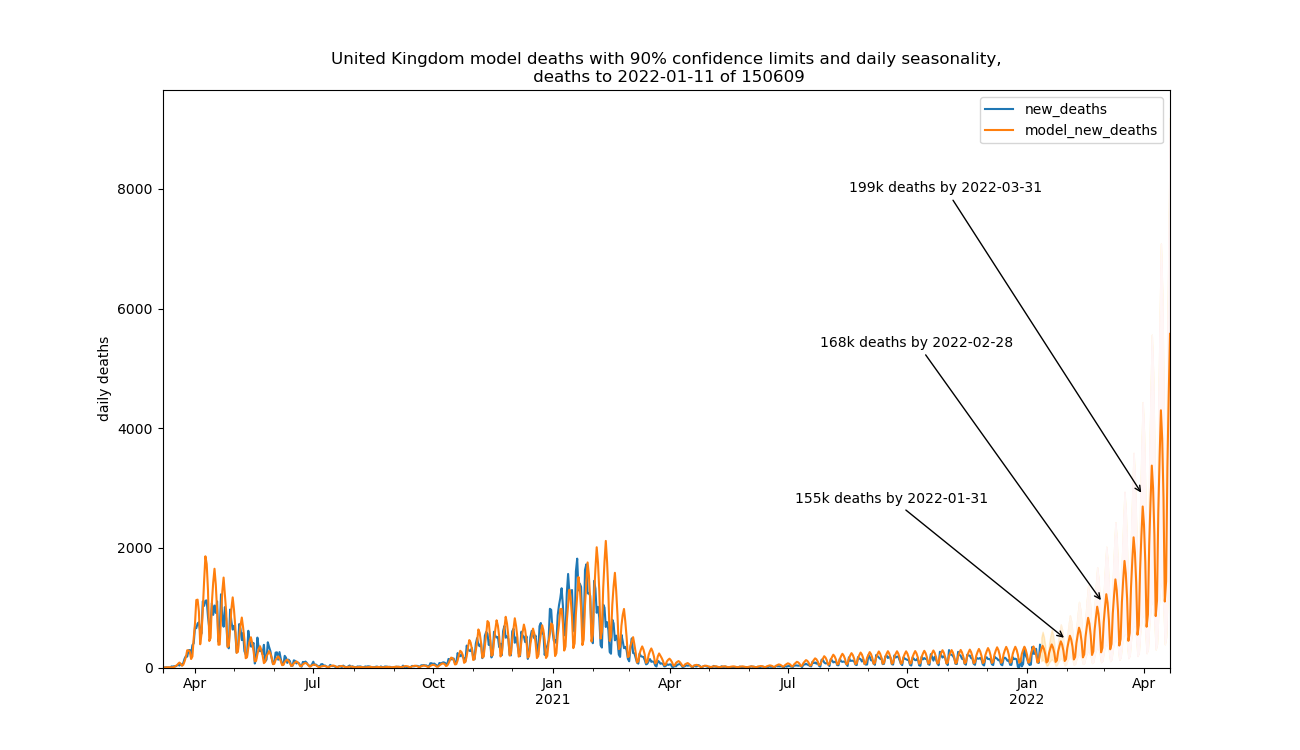 United Kingdom model deaths with 90% confidence limits and daily seasonality,
deaths to 2022-01-11 of 150609
new_deaths
model_new_deaths
199k deaths by 2022-03-31
168k deaths by 2022-02-28
155k deaths by 2022-01-31
daily deaths
8000
6000
4000
2000
0
Apr
Jul
Oct
Jan
2021
Apr
Jul
Oct
Jan
2022
Apr